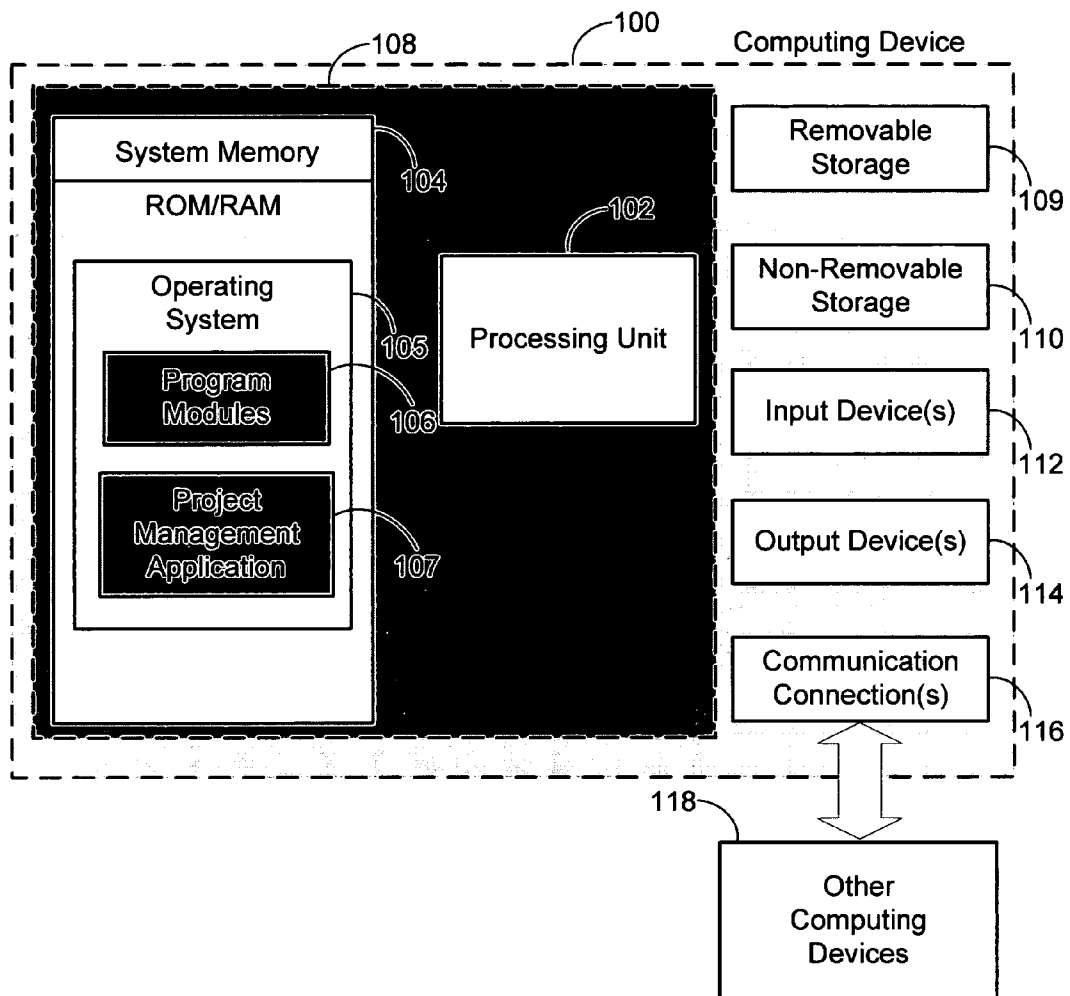 100
108
Computing Device
System Memory
104
ROM/RAM
Operating
System
105
Program
Modules
106
Project
Management
Application
107
102
Processing Unit
Removable
Storage
109
Non-Removable
Storage
110
Input Device(s)
112
Output Device(s)
114
Communication
Connection(s)
116
118
Other
Computing
Devices